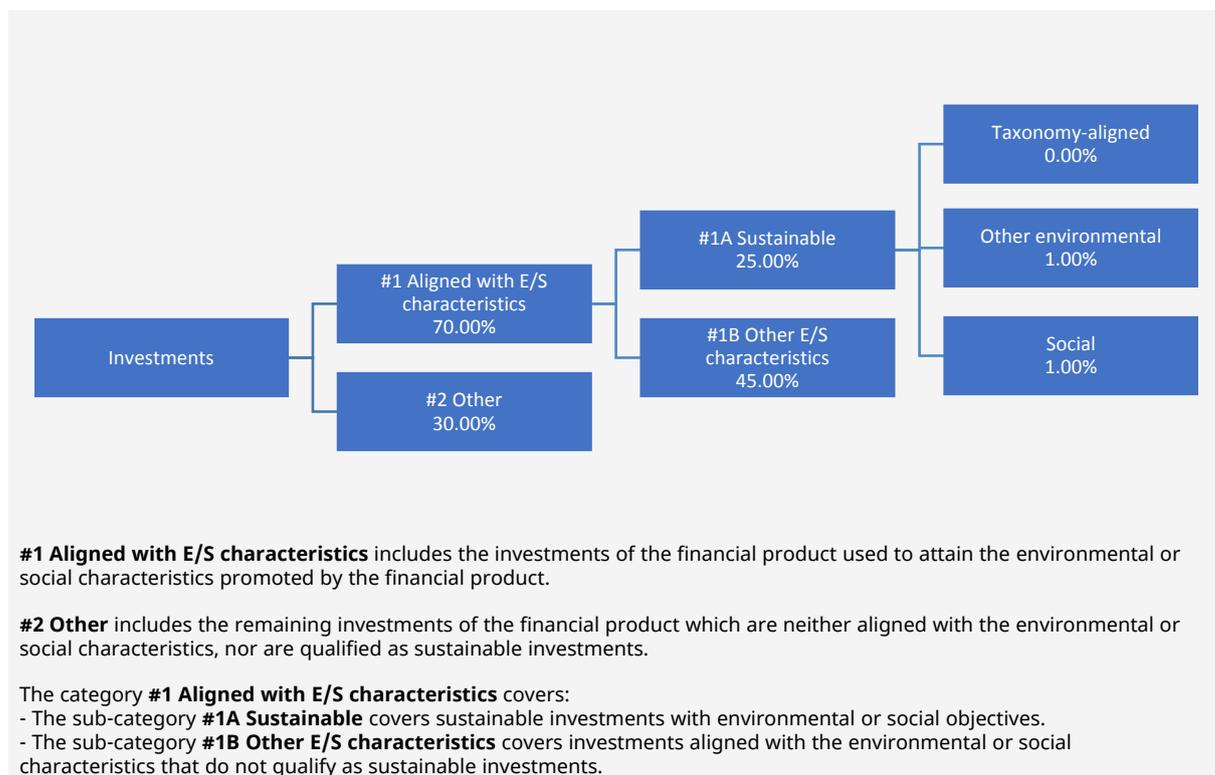 Taxonomy-aligned
0.00%
#1A Sustainable
25.00%
Other environmental
1.00%
#1 Aligned with E/S
characteristics
70.00%
Investments
#1B Other E/S
characteristics
45.00%
Social
1.00%
#2 Other
30.00%
#1 Aligned with E/S characteristics includes the investments of the financial product used to attain the environmental or
social characteristics promoted by the financial product.
#2 Other includes the remaining investments of the financial product which are neither aligned with the environmental or
social characteristics, nor are qualified as sustainable investments.
The category #1 Aligned with E/S characteristics covers:
- The sub-category #1A Sustainable covers sustainable investments with environmental or social objectives.
- The sub-category #1B Other E/S characteristics covers investments aligned with the environmental or social
characteristics that do not qualify as sustainable investments.